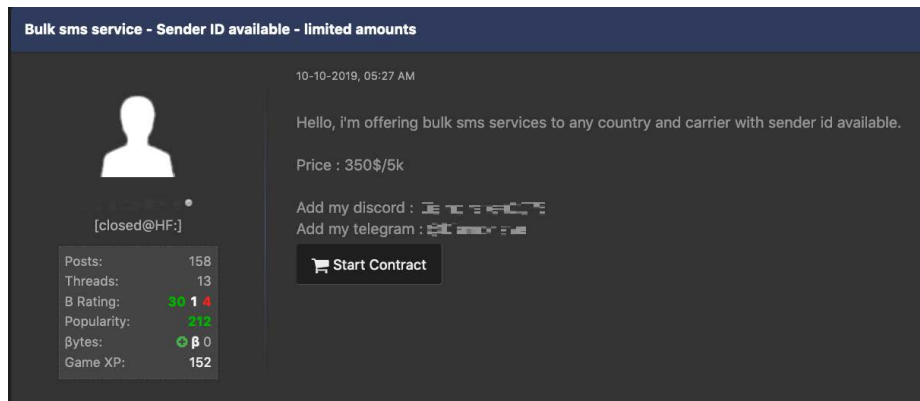 Bulk sms service - Sender ID available - limited amounts
10-10-2019, 05:27 AM
Hello, i'm offering bulk sms services to any country and carrier with sender id available.
Price : 350$/5k
Add my discord :
Add my telegram :
Start Contract
[closed@HF:]
Posts: 158
Threads: 13
B Rating: 30 1 4
Popularity: 212
βytes: β 0
Game XP: 152